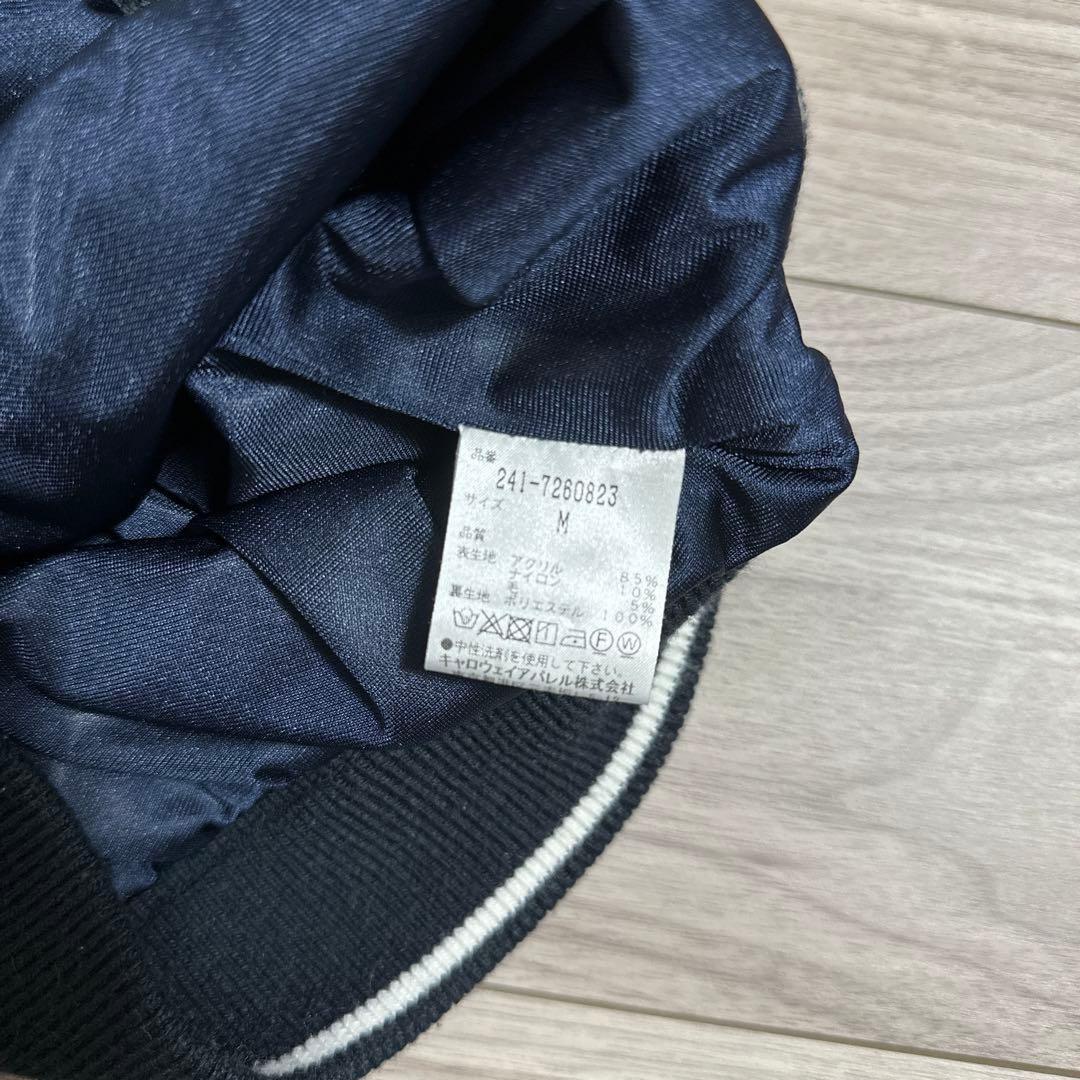 品番
241-7260823
サイズ
M
品質
表生地 アクリル 85%
ナイロン 10%
毛 5%
裏生地 ポリエステル 100%
F W
●中性洗剤を使用して下さい。
キャロウェイアパレル株式会社